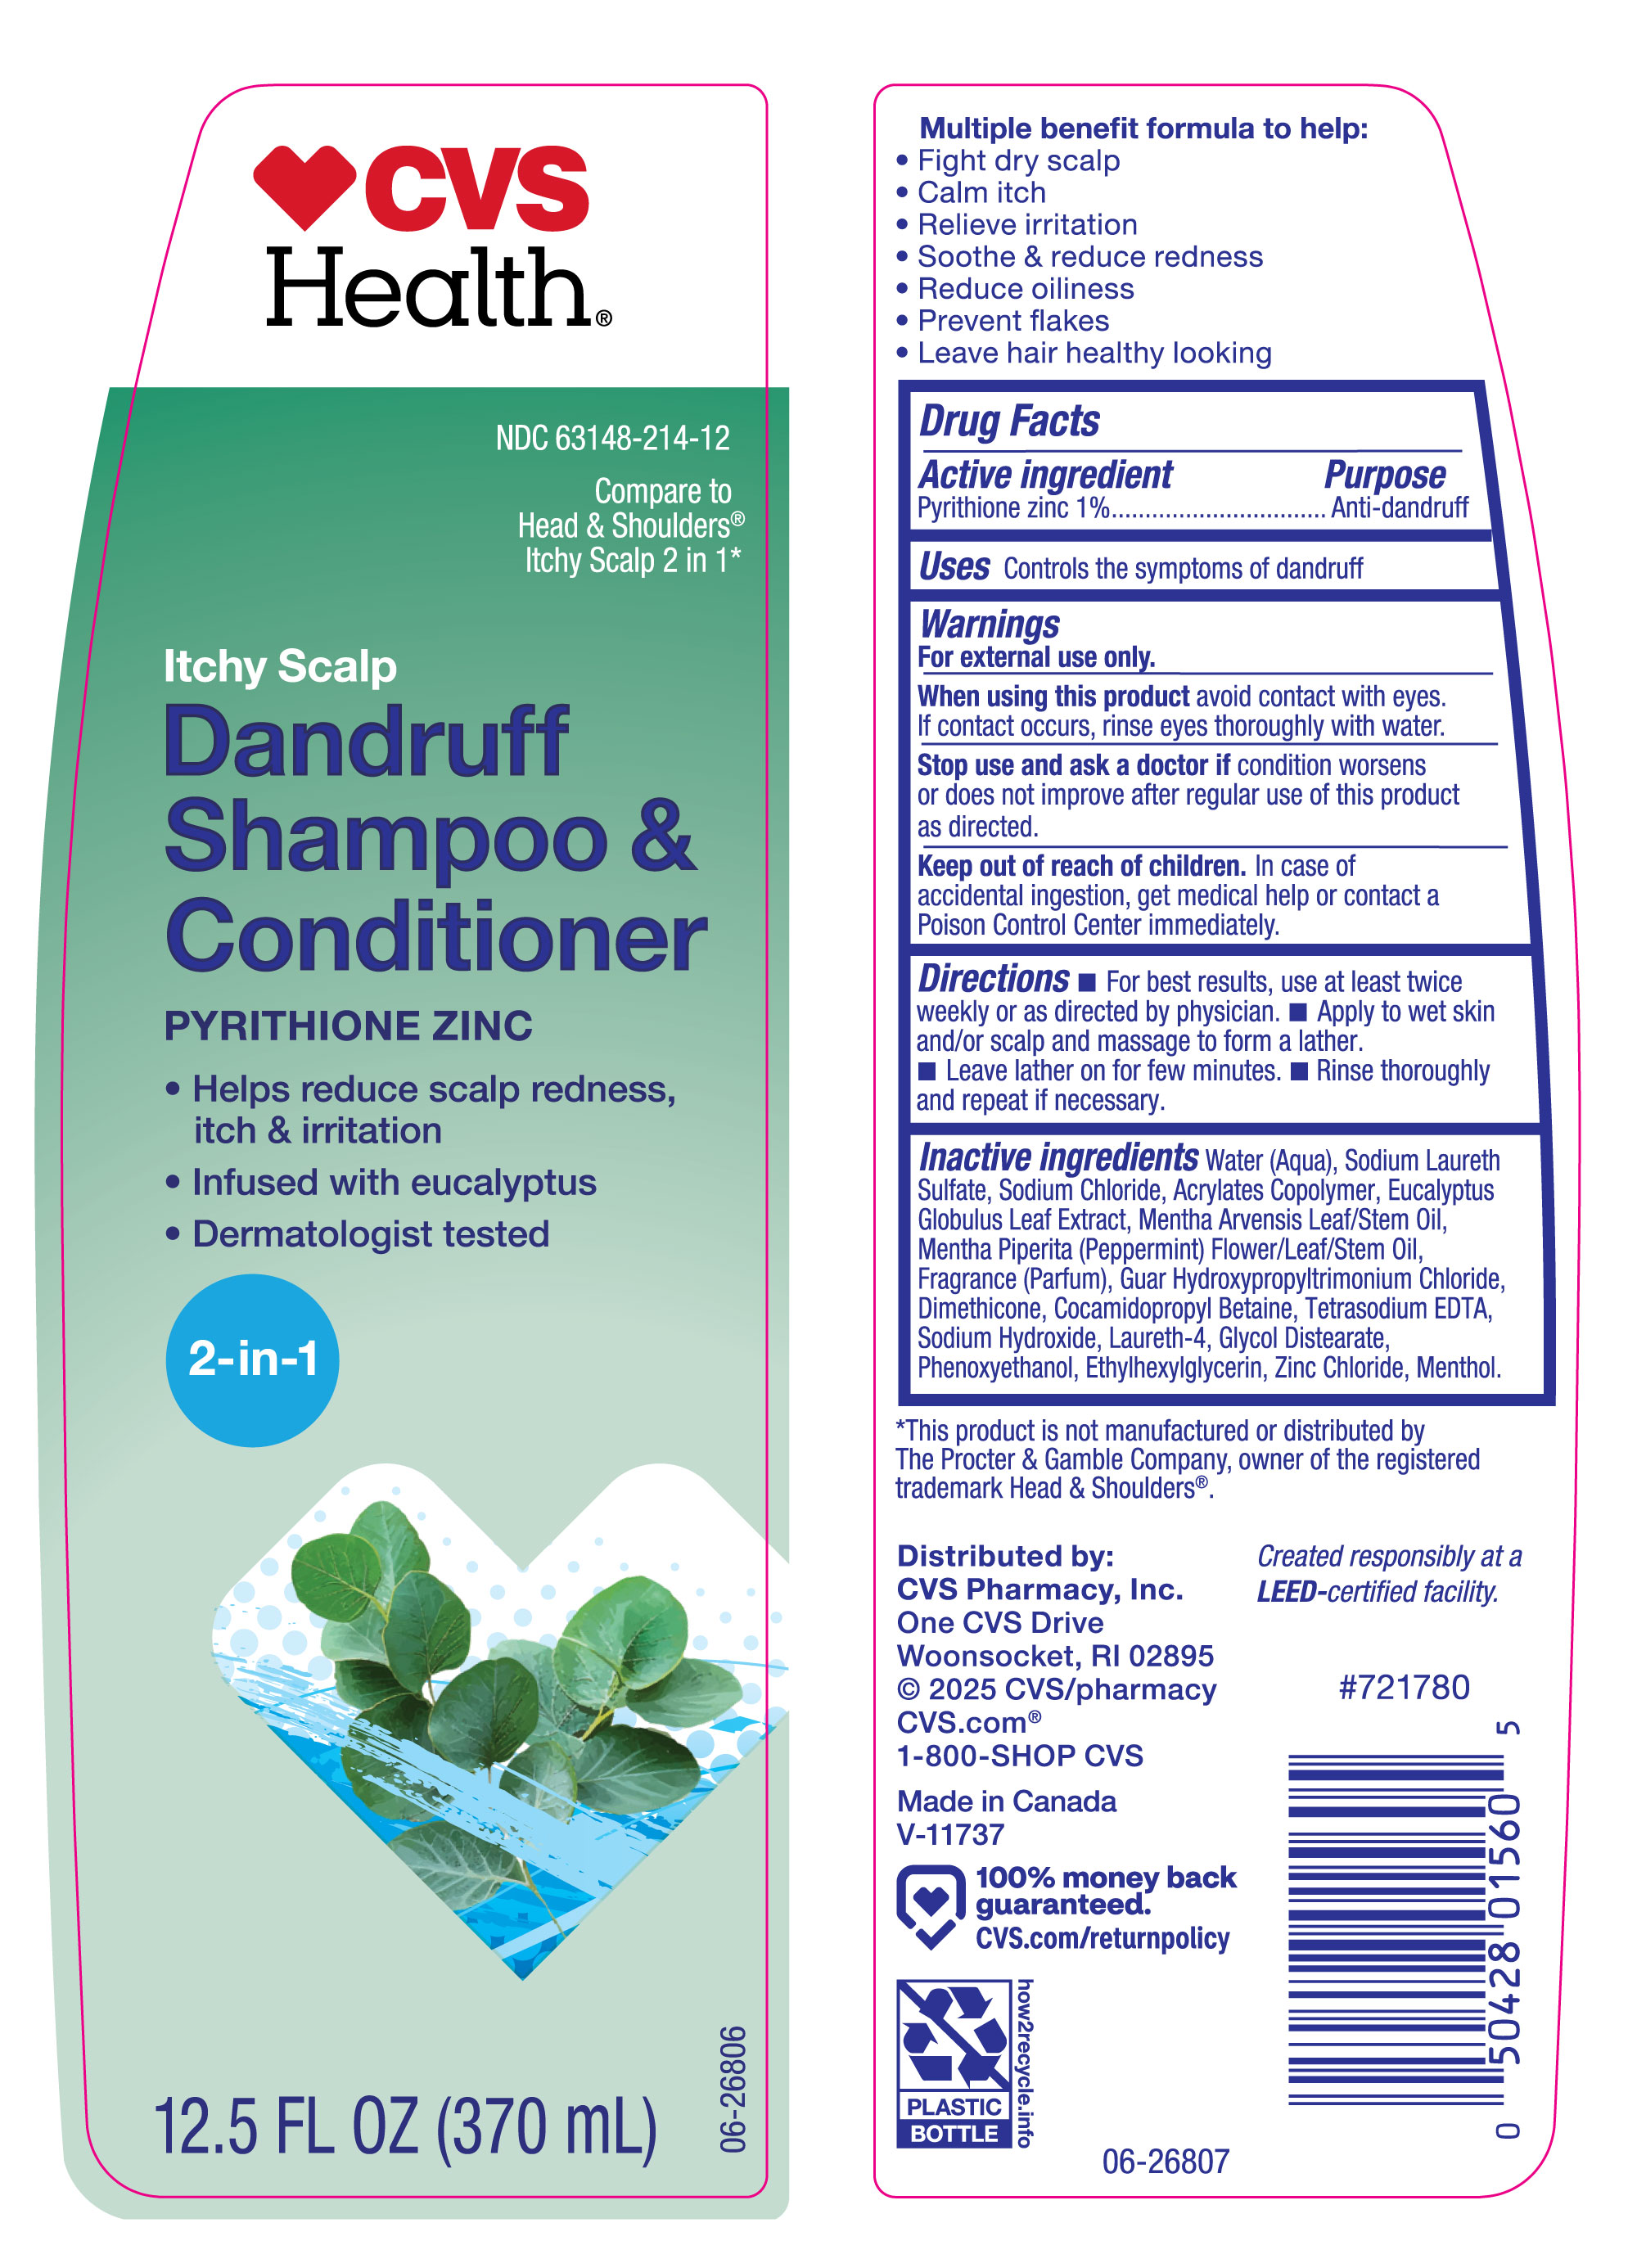 CVS
Health®
NDC 63148-214-12
Compare to
Head & Shoulders®
Itchy Scalp 2 in 1*
Itchy Scalp
Dandruff
Shampoo &
Conditioner
PYRITHIONE ZINC
• Helps reduce scalp redness,
itch & irritation
• Infused with eucalyptus
• Dermatologist tested
2-in-1
12.5 FL OZ (370 mL)
06-26806
Multiple benefit formula to help:
• Fight dry scalp
• Calm itch
• Relieve irritation
• Soothe & reduce redness
• Reduce oiliness
• Prevent flakes
• Leave hair healthy looking
Drug Facts
Active ingredient Purpose
Pyrithione zinc 1%................................ Anti-dandruff
Uses Controls the symptoms of dandruff
Warnings
For external use only.
When using this product avoid contact with eyes.
If contact occurs, rinse eyes thoroughly with water.
Stop use and ask a doctor if condition worsens
or does not improve after regular use of this product
as directed.
Keep out of reach of children. In case of
accidental ingestion, get medical help or contact a
Poison Control Center immediately.
Directions ■ For best results, use at least twice
weekly or as directed by physician. ■ Apply to wet skin
and/or scalp and massage to form a lather.
■ Leave lather on for few minutes. ■ Rinse thoroughly
and repeat if necessary.
Inactive ingredients Water (Aqua), Sodium Laureth
Sulfate, Sodium Chloride, Acrylates Copolymer, Eucalyptus
Globulus Leaf Extract, Mentha Arvensis Leaf/Stem Oil,
Mentha Piperita (Peppermint) Flower/Leaf/Stem Oil,
Fragrance (Parfum), Guar Hydroxypropyltrimonium Chloride,
Dimethicone, Cocamidopropyl Betaine, Tetrasodium EDTA,
Sodium Hydroxide, Laureth-4, Glycol Distearate,
Phenoxyethanol, Ethylhexylglycerin, Zinc Chloride, Menthol.
*This product is not manufactured or distributed by
The Procter & Gamble Company, owner of the registered
trademark Head & Shoulders®.
Distributed by:
CVS Pharmacy, Inc.
One CVS Drive
Woonsocket, RI 02895
© 2025 CVS/pharmacy
CVS.com®
1-800-SHOP CVS
Made in Canada
V-11737
Created responsibly at a
LEED-certified facility.
#721780
100% money back
guaranteed.
CVS.com/returnpolicy
PLASTIC
BOTTLE
how2recycle.info
06-26807
0 50428 01560 5